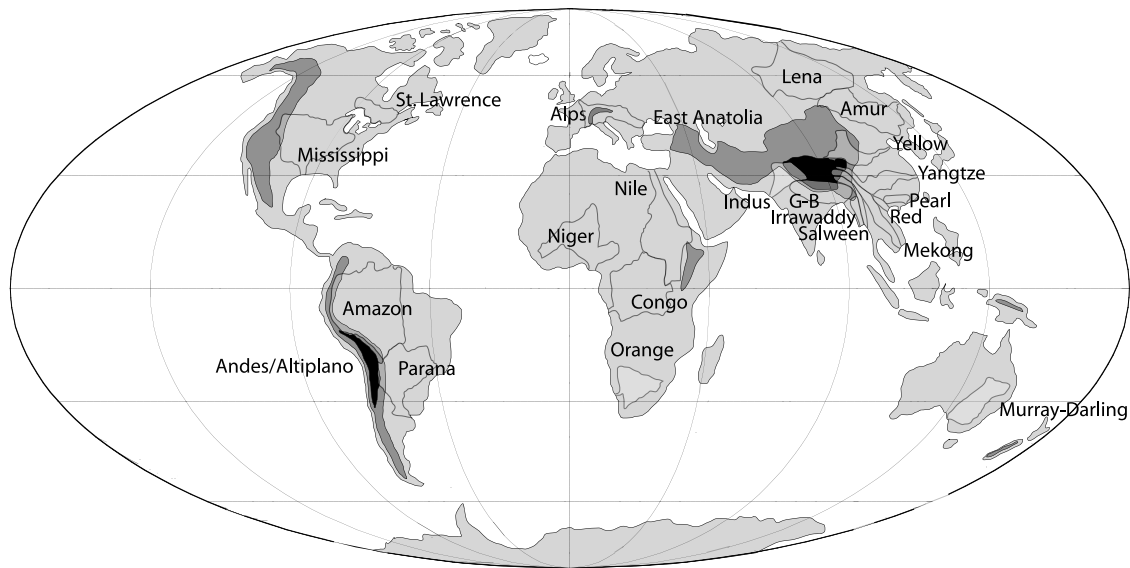 Lena
St. Lawrence
Amur
Alps
East Anatolia
Yellow
Mississippi
Yangtze
Nile
Indus
G-B
Pearl
Irrawaddy
Red
Salween
Niger
Mekong
Congo
Amazon
Orange
Andes/Altiplano
Parana
Murray-Darling